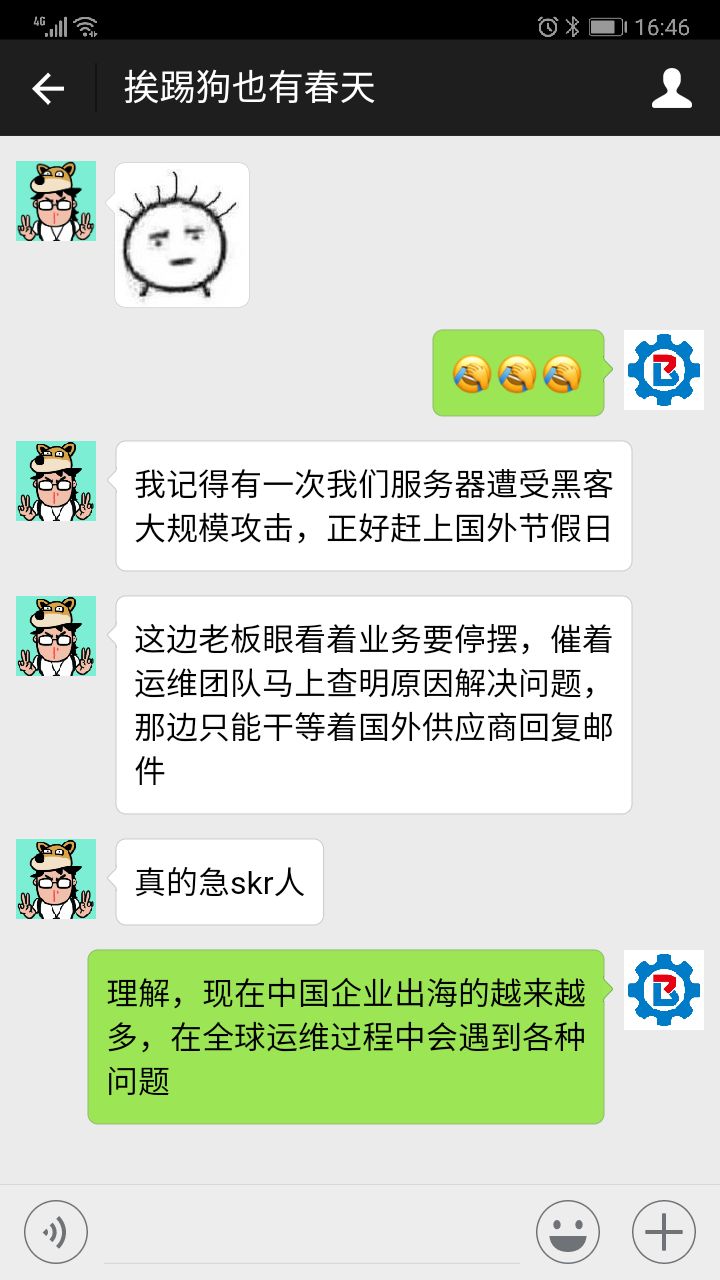 4G
16:46
挨踢狗也有春天
我记得有一次我们服务器遭受黑客
大规模攻击，正好赶上国外节假日
这边老板眼看着业务要停摆，催着
运维团队马上查明原因解决问题，
那边只能干等着国外供应商回复邮
件
真的急skr人
理解，现在中国企业出海的越来越
多，在全球运维过程中会遇到各种
问题